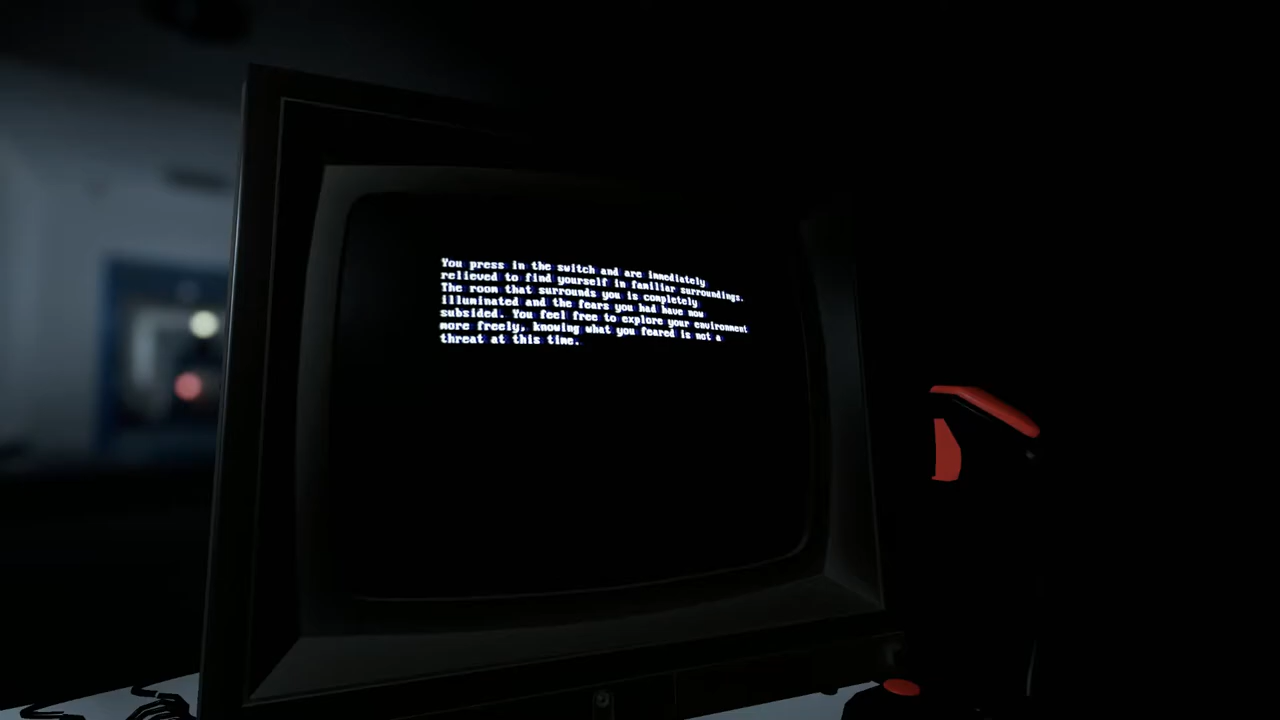 You press in the switch and are immediately
relieved to find yourself in familiar surroundings.
The room that surrounds you is completely
illuminated and the fears you had have now
subsided. You feel free to explore your environment
more freely, knowing what you feared is not a
threat at this time.